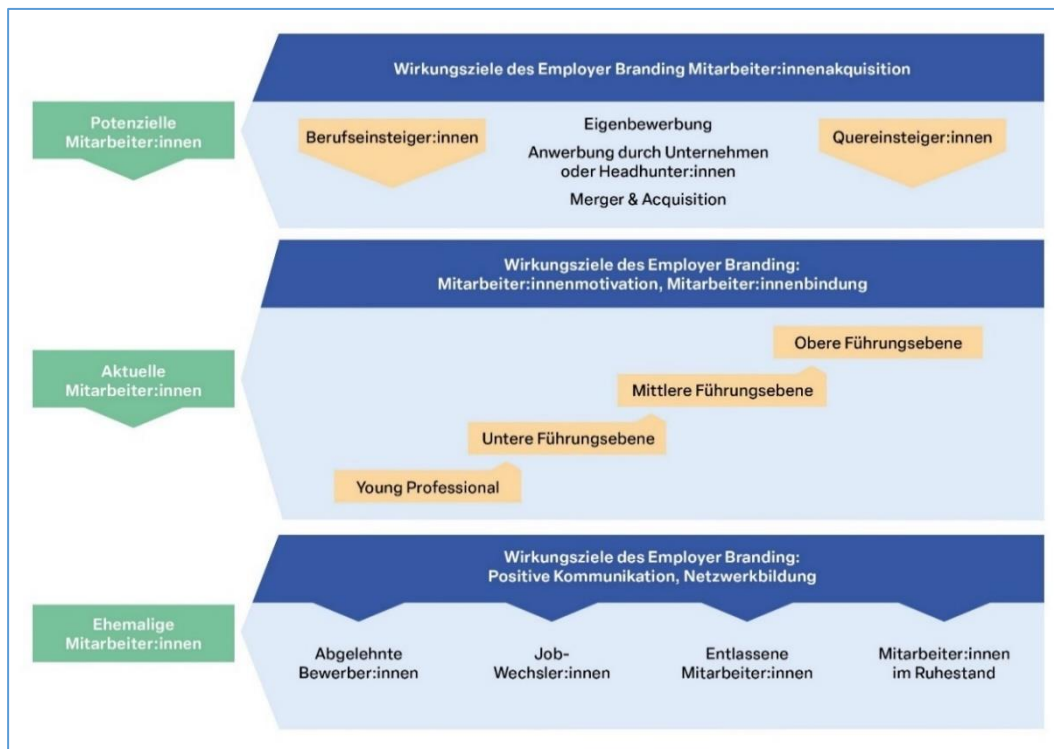 Wirkungsziele des Employer Branding Mitarbeiter:innenakquisition
Potenzielle
Mitarbeiter:innen
Berufseinsteiger:innen
Eigenbewerbung
Anwerbung durch Unternehmen
oder Headhunter:innen
Merger & Acquisition
Quereinsteiger:innen
Wirkungsziele des Employer Branding:
Mitarbeiter:innenmotivation, Mitarbeiter:innenbindung
Aktuelle
Mitarbeiter:innen
Obere Führungsebene
Mittlere Führungsebene
Untere Führungsebene
Young Professional
Wirkungsziele des Employer Branding:
Positive Kommunikation, Netzwerkbildung
Ehemalige
Mitarbeiter:innen
Abgelehnte
Bewerber:innen
Job-
Wechsler:innen
Entlassene
Mitarbeiter:innen
Mitarbeiter:innen
im Ruhestand